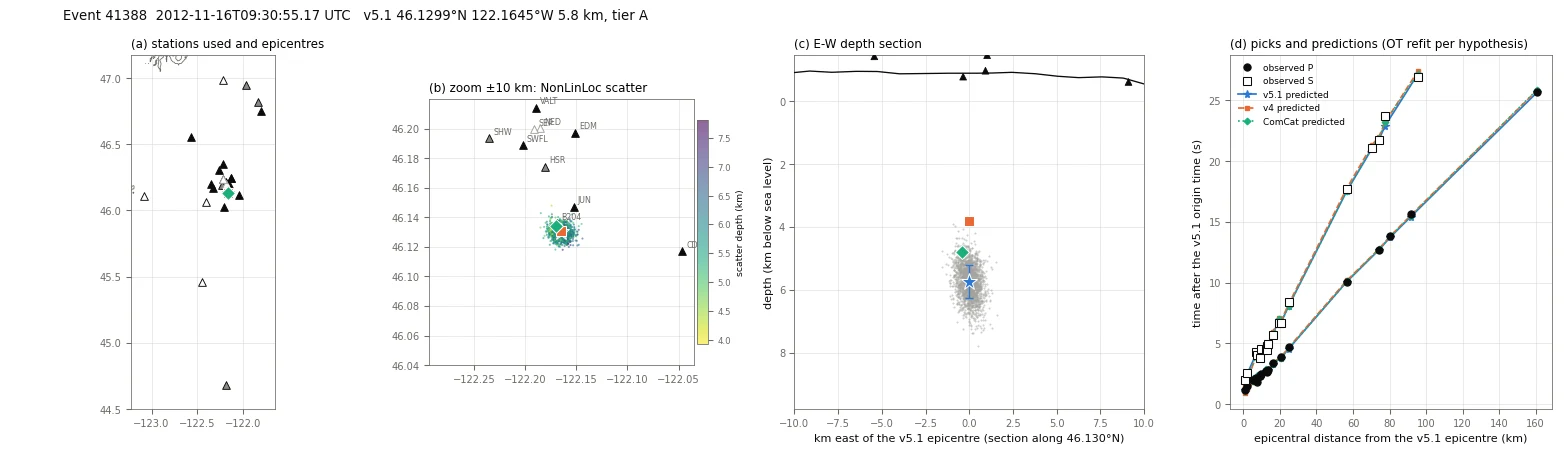 Event 41388  2012-11-16T09:30:55.17 UTC   v5.1 46.1299°N 122.1645°W 5.8 km, tier A
(a) stations used and epicentres
47.0
46.5
46.0
45.5
45.0
44.5
−123.0 −122.5 −122.0
(b) zoom ±10 km: NonLinLoc scatter
VALT
NED
SHW
EDM
SWFL
HSR
JUN
B204
CD
46.20
46.18
46.16
46.14
46.12
46.10
46.08
46.06
46.04
−122.25 −122.20 −122.15 −122.10 −122.05
7.5
7.0
6.5
6.0
5.5
5.0
4.5
4.0
scatter depth (km)
(c) E-W depth section
0
2
4
6
8
depth (km below sea level)
−10.0 −7.5 −5.0 −2.5 0.0 2.5 5.0 7.5 10.0
km east of the v5.1 epicentre (section along 46.130°N)
(d) picks and predictions (OT refit per hypothesis)
observed P
observed S
v5.1 predicted
v4 predicted
ComCat predicted
25
20
15
10
5
0
time after the v5.1 origin time (s)
0 20 40 60 80 100 120 140 160
epicentral distance from the v5.1 epicentre (km)